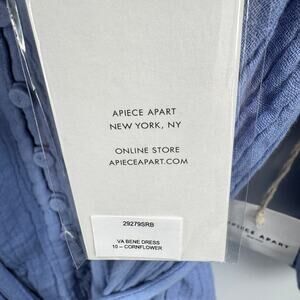 APIECE APART
NEW YORK, NY
ONLINE STORE
APIECEAPART.COM
29279SRB
VA BENE DRESS
10 – CORNFLOWER
APIECE APART